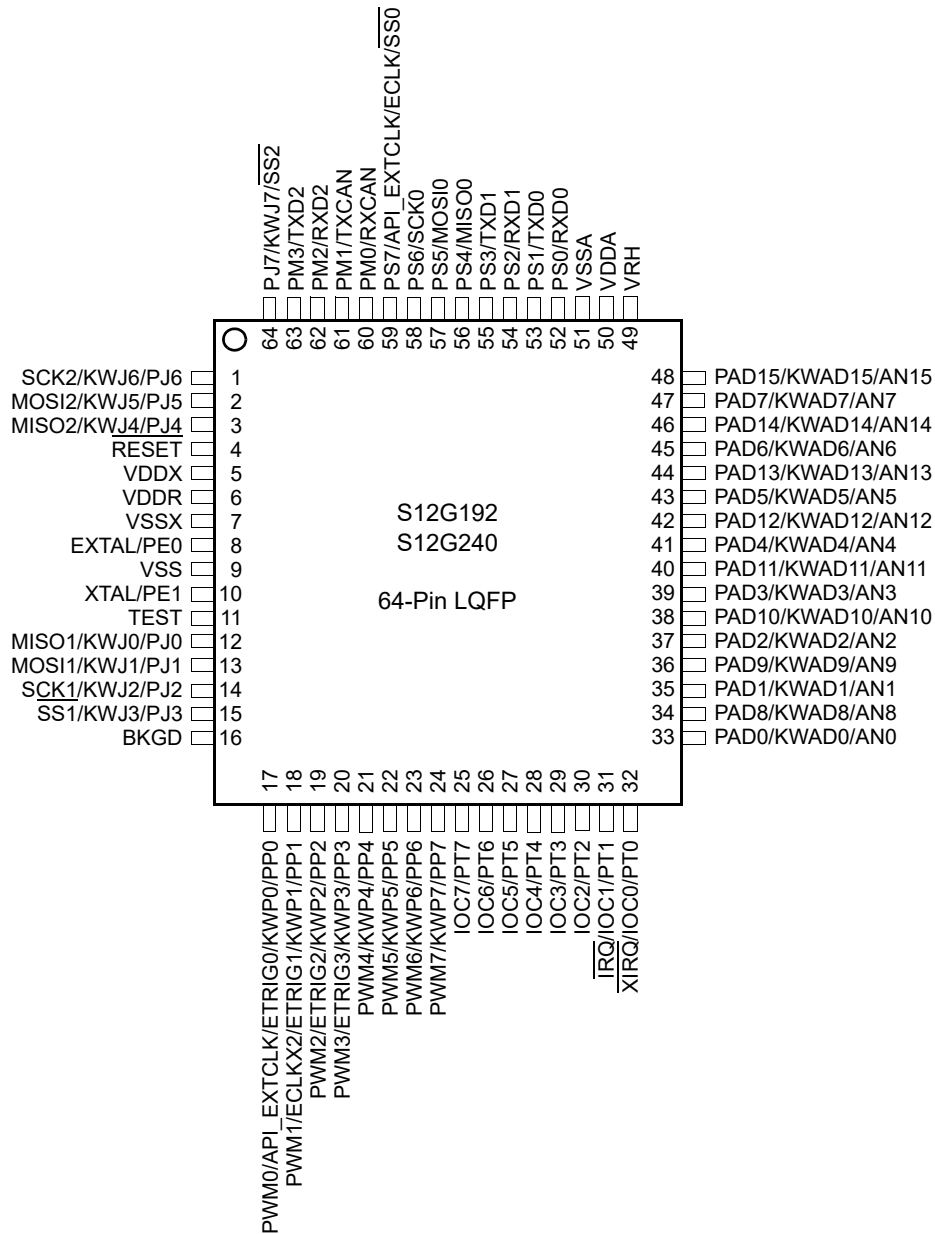 PJ7/KWJ7/SS2
PM3/TXD2
PM2/RXD2
PM1/TXCAN
PM0/RXCAN
PS7/API_EXTCLK/ECLK/SS0
PS6/SCK0
PS5/MOSI0
PS4/MISO0
PS3/TXD1
PS2/RXD1
PS1/TXD0
PS0/RXD0
VSSA
VDDA
VRH
64 63 62 61 60 59 58 57 56 55 54 53 52 51 50 49
SCK2/KWJ6/PJ6 1
MOSI2/KWJ5/PJ5 2
MISO2/KWJ4/PJ4 3
RESET 4
VDDX 5
VDDR 6
VSSX 7
EXTAL/PE0 8
VSS 9
XTAL/PE1 10
TEST 11
MISO1/KWJ0/PJ0 12
MOSI1/KWJ1/PJ1 13
SCK1/KWJ2/PJ2 14
SS1/KWJ3/PJ3 15
BKGD 16
S12G192
S12G240
64-Pin LQFP
48 PAD15/KWAD15/AN15
47 PAD7/KWAD7/AN7
46 PAD14/KWAD14/AN14
45 PAD6/KWAD6/AN6
44 PAD13/KWAD13/AN13
43 PAD5/KWAD5/AN5
42 PAD12/KWAD12/AN12
41 PAD4/KWAD4/AN4
40 PAD11/KWAD11/AN11
39 PAD3/KWAD3/AN3
38 PAD10/KWAD10/AN10
37 PAD2/KWAD2/AN2
36 PAD9/KWAD9/AN9
35 PAD1/KWAD1/AN1
34 PAD8/KWAD8/AN8
33 PAD0/KWAD0/AN0
17 18 19 20 21 22 23 24 25 26 27 28 29 30 31 32
PWM0/API_EXTCLK/ETRIG0/KWP0/PP0
PWM1/ECLKX2/ETRIG1/KWP1/PP1
PWM2/ETRIG2/KWP2/PP2
PWM3/ETRIG3/KWP3/PP3
PWM4/KWP4/PP4
PWM5/KWP5/PP5
PWM6/KWP6/PP6
PWM7/KWP7/PP7
IOC7/PT7
IOC6/PT6
IOC5/PT5
IOC4/PT4
IOC3/PT3
IOC2/PT2
IRQ/IOC1/PT1
XIRQ/IOC0/PT0